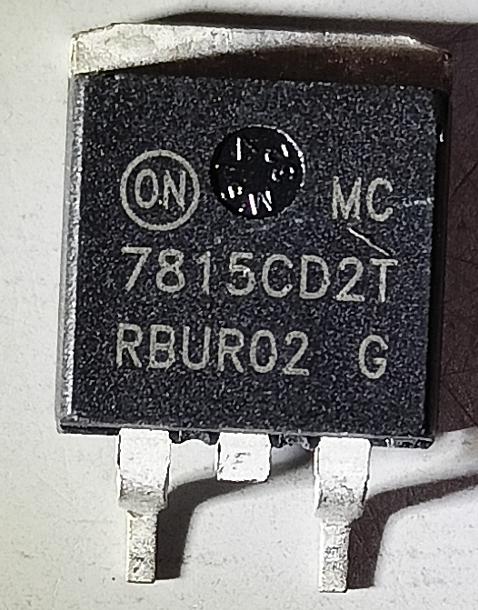 ON MC
7815CD2T
RBUR02 G